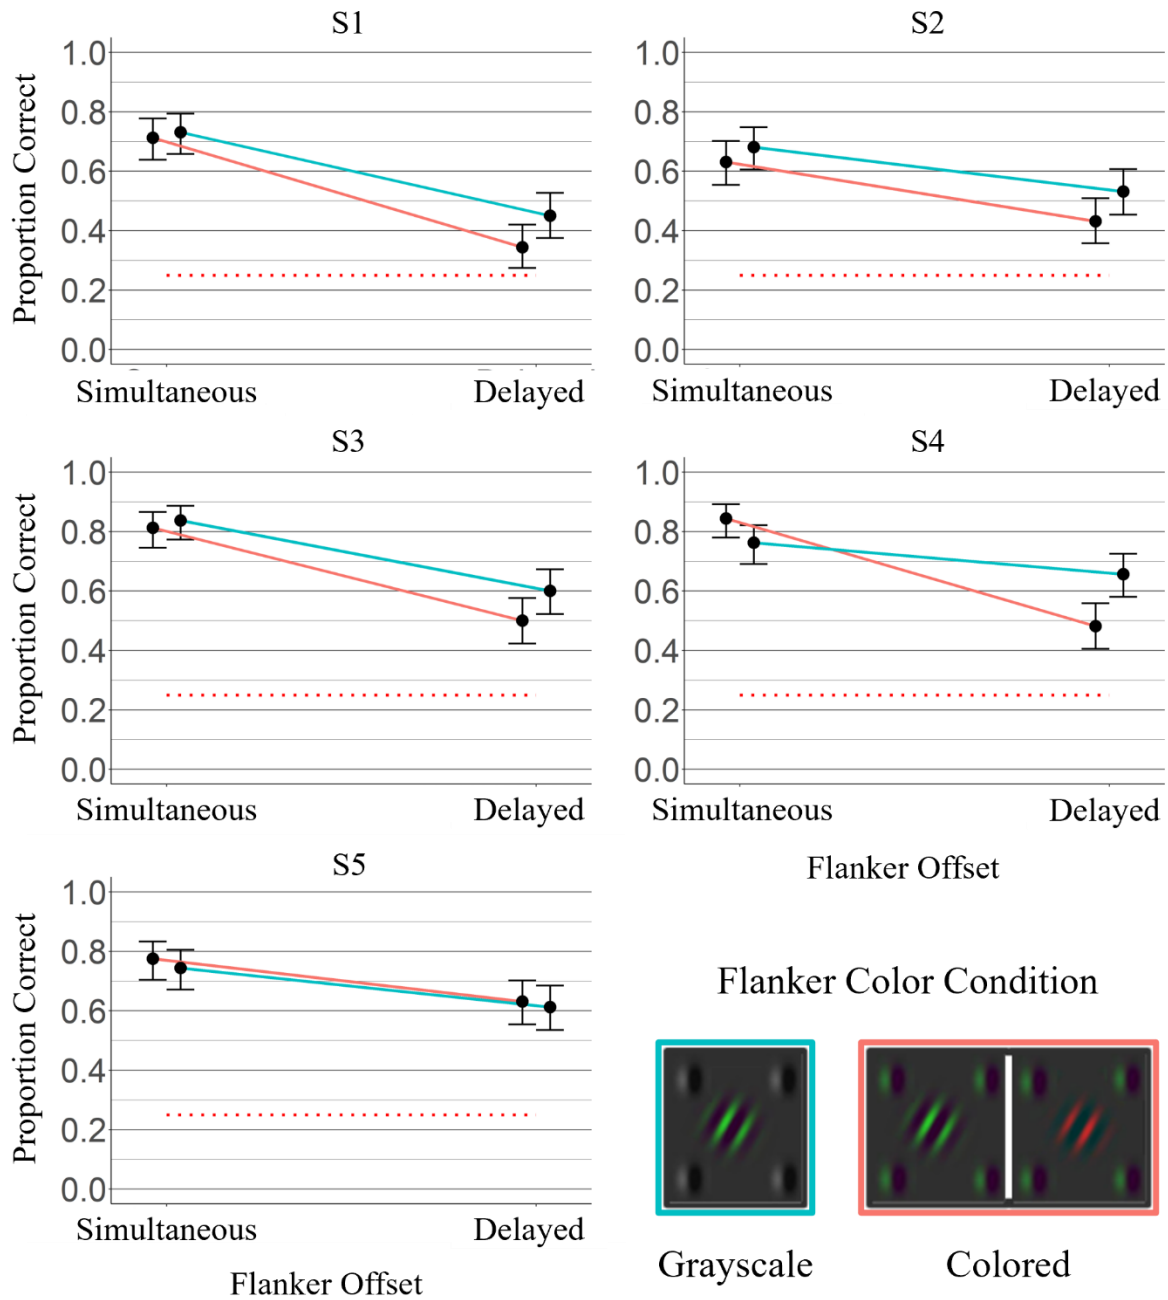 S1
S2
Proportion Correct
1.0
0.8
0.6
0.4
0.2
0.0
Simultaneous
Delayed
1.0
0.8
0.6
0.4
0.2
0.0
Simultaneous
Delayed
S3
S4
Proportion Correct
1.0
0.8
0.6
0.4
0.2
0.0
Simultaneous
Delayed
1.0
0.8
0.6
0.4
0.2
0.0
Simultaneous
Delayed
Flanker Offset
S5
Proportion Correct
1.0
0.8
0.6
0.4
0.2
0.0
Simultaneous
Delayed
Flanker Offset
Flanker Color Condition
Grayscale
Colored